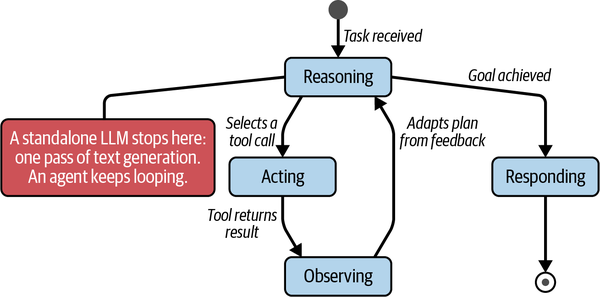 Task received
Reasoning
Goal achieved
A standalone LLM stops here:
one pass of text generation.
An agent keeps looping.
Selects a
tool call
Adapts plan
from feedback
Acting
Responding
Tool returns
result
Observing